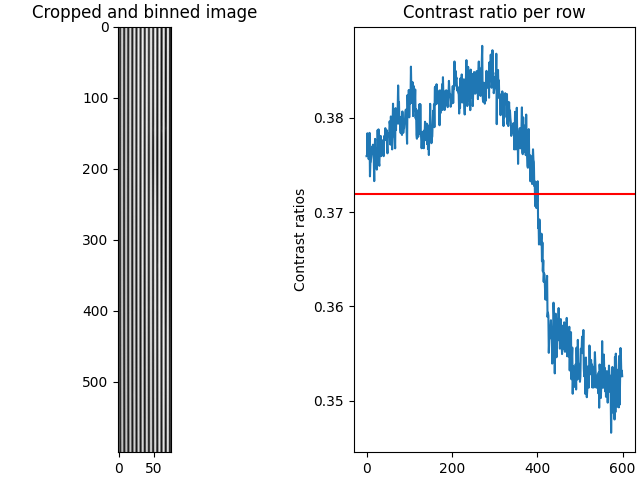 Cropped and binned image
0
100
200
300
400
500
0 50
Contrast ratio per row
Contrast ratios
0.38
0.37
0.36
0.35
0 200 400 600